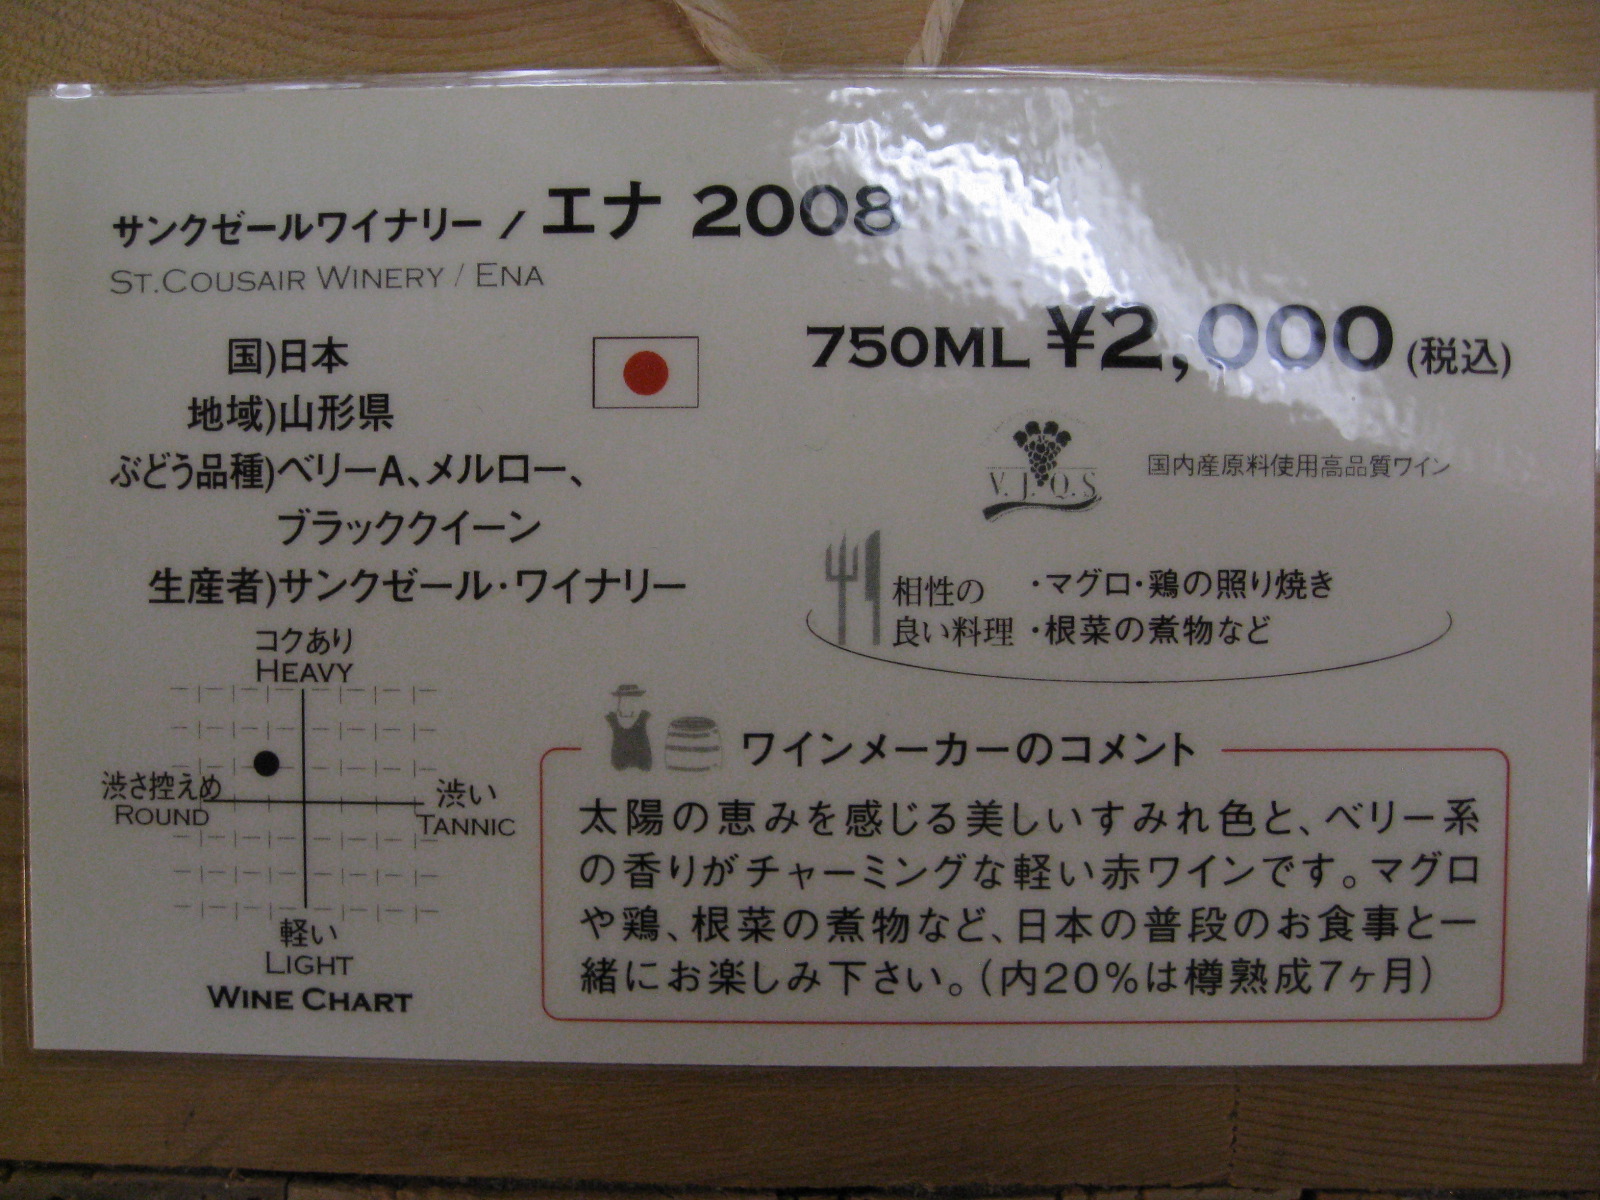 サンクゼールワイナリー / エナ 2008
ST.COUSAIR WINERY / ENA
国)日本
地域)山形県
ぶどう品種)ベリーA、メルロー、
ブラッククイーン
生産者)サンクゼール・ワイナリー
750ML ¥2,000 (税込)
V.J.Q.S
国内産原料使用高品質ワイン
相性の
良い料理
・マグロ・鶏の照り焼き
・根菜の煮物など
コクあり
HEAVY
渋さ控えめ
ROUND
渋い
TANNIC
軽い
LIGHT
WINE CHART
ワインメーカーのコメント
太陽の恵みを感じる美しいすみれ色と、ベリー系
の香りがチャーミングな軽い赤ワインです。マグロ
や鶏、根菜の煮物など、日本の普段のお食事と一
緒にお楽しみ下さい。(内20%は樽熟成7ヶ月)